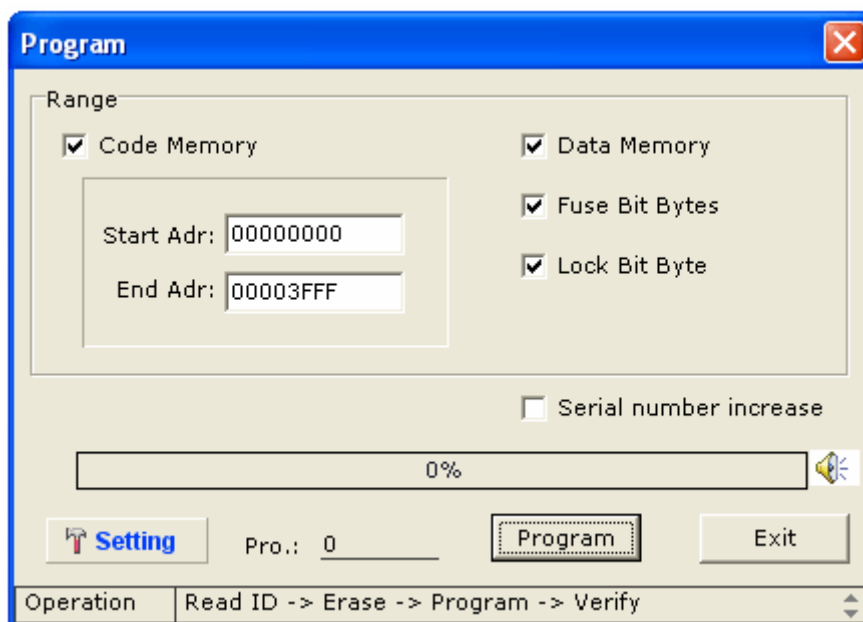 Program
Range
Code Memory
Data Memory
Start Adr: 00000000
Fuse Bit Bytes
End Adr: 00003FFF
Lock Bit Byte
Serial number increase
0%
Setting Pro.: 0 Program Exit
Operation Read ID -> Erase -> Program -> Verify